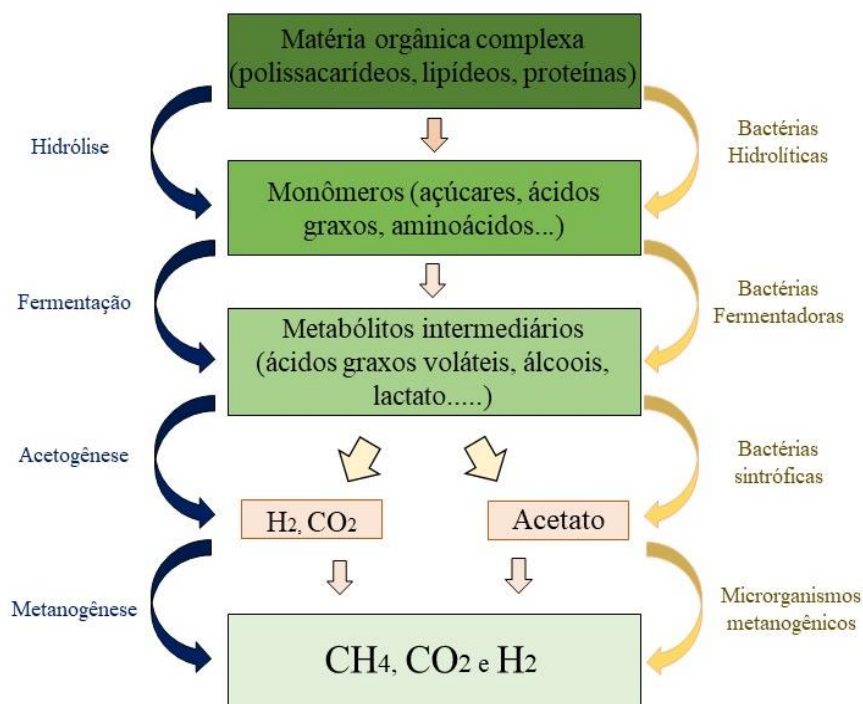 Matéria orgânica complexa
(polissacarídeos, lipídeos, proteínas)
Hidrólise
Bactérias
Hidrolíticas
Monômeros (açúcares, ácidos
graxos, aminoácidos...)
Fermentação
Bactérias
Fermentadoras
Metabólitos intermediários
(ácidos graxos voláteis, álcoois,
lactato.....)
Acetogênese
Bactérias
sintróficas
H2, CO2
Acetato
Metanogênese
Microrganismos
metanogênicos
CH4, CO2 e H2